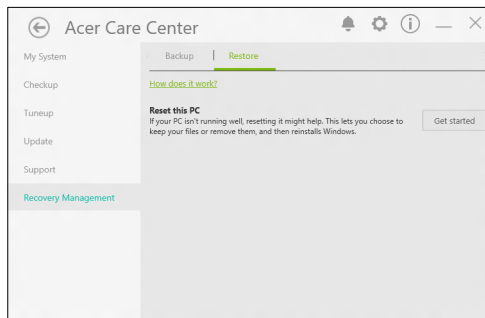 Acer Care Center
My System
Checkup
Tuneup
Update
Support
Recovery Management
Backup | Restore
How does it work?
Reset this PC
If your PC isn't running well, resetting it might help. This lets you choose to
keep your files or remove them, and then reinstalls Windows.
Get started